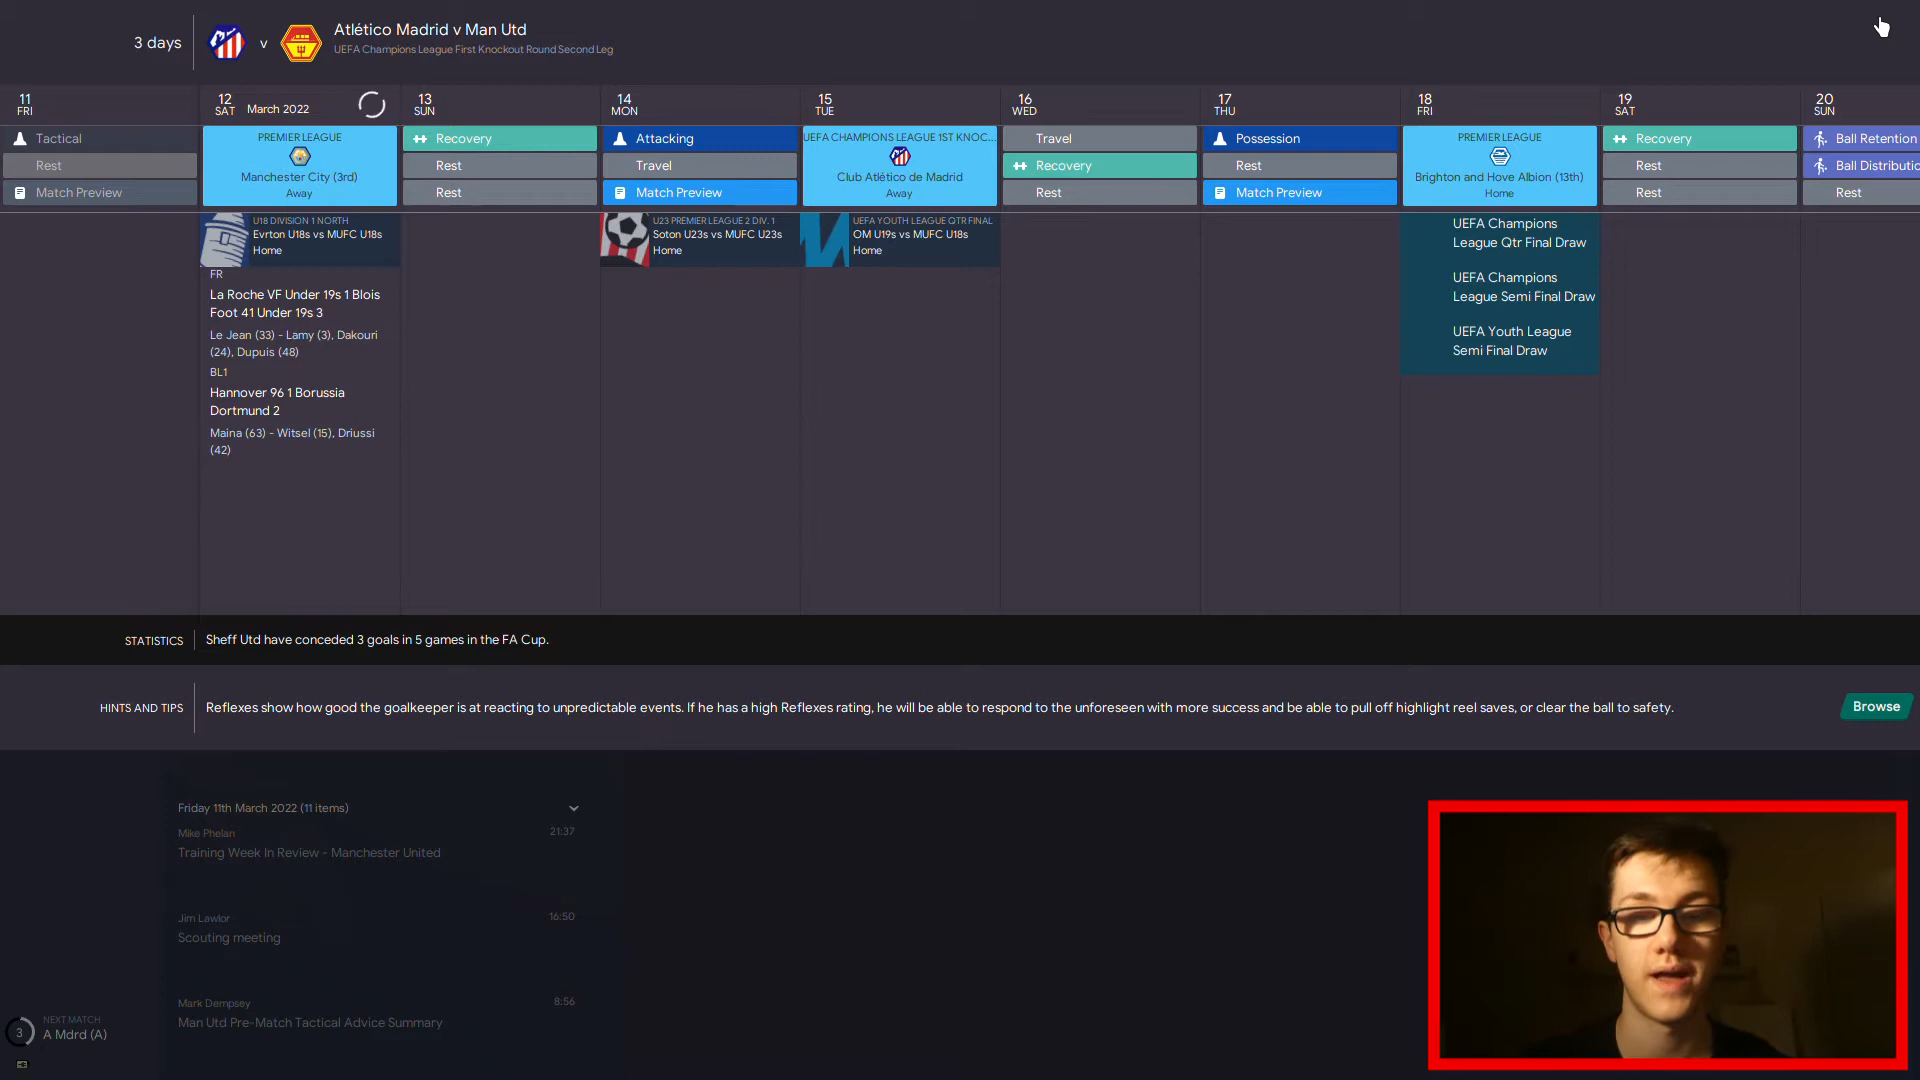 3 days
v
Atlético Madrid v Man Utd
UEFA Champions League First Knockout Round Second Leg
11
FRI
12
SAT March 2022
13
SUN
14
MON
15
TUE
16
WED
17
THU
18
FRI
19
SAT
20
SUN
Tactical
Rest
Match Preview
PREMIER LEAGUE
Manchester City (3rd)
Away
Recovery
Rest
Rest
Attacking
Travel
Match Preview
UEFA CHAMPIONS LEAGUE 1ST KNOC...
Club Atlético de Madrid
Away
Travel
Recovery
Rest
Possession
Rest
Match Preview
PREMIER LEAGUE
Brighton and Hove Albion (13th)
Home
Recovery
Rest
Rest
Ball Retention
Ball Distributio
Rest
U18 DIVISION 1 NORTH
Evrton U18s vs MUFC U18s
Home
FR
La Roche VF Under 19s 1 Blois
Foot 41 Under 19s 3
Le Jean (33) - Lamy (3), Dakouri
(24), Dupuis (48)
BL1
Hannover 96 1 Borussia
Dortmund 2
Maina (63) - Witsel (15), Driussi
(42)
U23 PREMIER LEAGUE 2 DIV. 1
Soton U23s vs MUFC U23s
Home
UEFA YOUTH LEAGUE QTR FINAL
OM U19s vs MUFC U18s
Home
UEFA Champions
League Qtr Final Draw
UEFA Champions
League Semi Final Draw
UEFA Youth League
Semi Final Draw
STATISTICS
Sheff Utd have conceded 3 goals in 5 games in the FA Cup.
HINTS AND TIPS
Reflexes show how good the goalkeeper is at reacting to unpredictable events. If he has a high Reflexes rating, he will be able to respond to the unforeseen with more success and be able to pull off highlight reel saves, or clear the ball to safety.
Browse
Friday 11th March 2022 (11 items)
Mike Phelan 21:37
Training Week In Review - Manchester United
Jim Lawlor 16:50
Scouting meeting
Mark Dempsey 8:56
Man Utd Pre-Match Tactical Advice Summary
3
NEXT MATCH
A Mdrd (A)